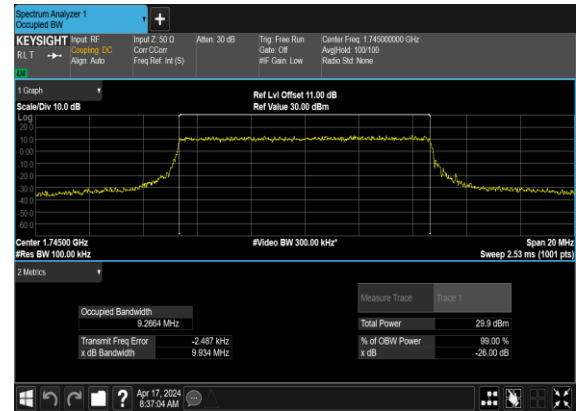 Spectrum Analyzer 1
Occupied BW
KEYSIGHT
RLT
Input: RF
Coupling: DC
Align: Auto
Input Z: 50 Ω
Corr CCorr
Freq Ref: Int (S)
Atten: 30 dB
Trig: Free Run
Gate: Off
#IF Gain: Low
Center Freq: 1.745000000 GHz
Avg|Hold: 100/100
Radio Std: None
1 Graph
Scale/Div 10.0 dB
Ref Lvl Offset 11.00 dB
Ref Value 30.00 dBm
Log
20.0
10.0
0.00
-10.0
-20.0
-30.0
-40.0
-50.0
-60.0
Center 1.74500 GHz
#Res BW 100.00 kHz
#Video BW 300.00 kHz*
Span 20 MHz
Sweep 2.53 ms (1001 pts)
2 Metrics
Measure Trace
Trace 1
Occupied Bandwidth
9.2664 MHz
Total Power
29.9 dBm
Transmit Freq Error
-2.487 kHz
% of OBW Power
99.00 %
x dB Bandwidth
9.934 MHz
x dB
-26.00 dB
?
Apr 17, 2024
8:37:04 AM